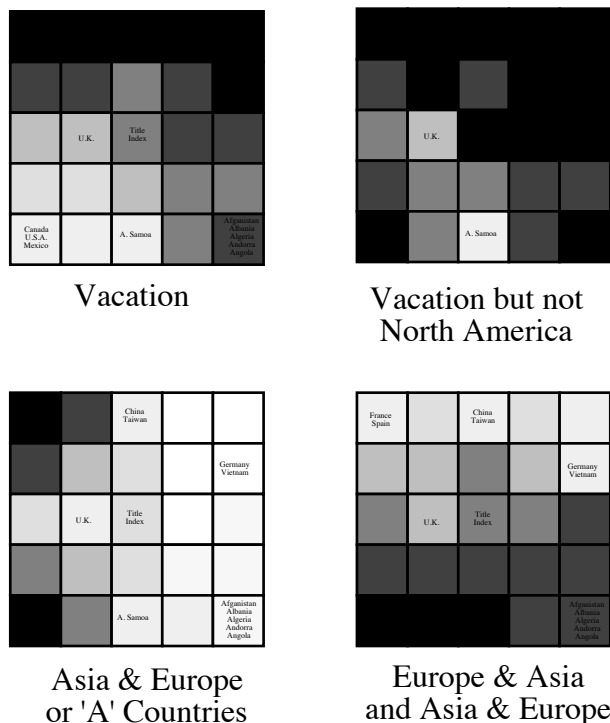 U.K.
Title
Index
Canada
U.S.A.
Mexico
A. Samoa
Afganistan
Albania
Algeria
Andorra
Angola
Vacation
U.K.
A. Samoa
Vacation but not
North America
China
Taiwan
Germany
Vietnam
U.K.
Title
Index
A. Samoa
Afganistan
Albania
Algeria
Andorra
Angola
Asia & Europe
or 'A' Countries
France
Spain
China
Taiwan
Germany
Vietnam
U.K.
Title
Index
Afganistan
Albania
Algeria
Andorra
Angola
Europe & Asia
and Asia & Europe